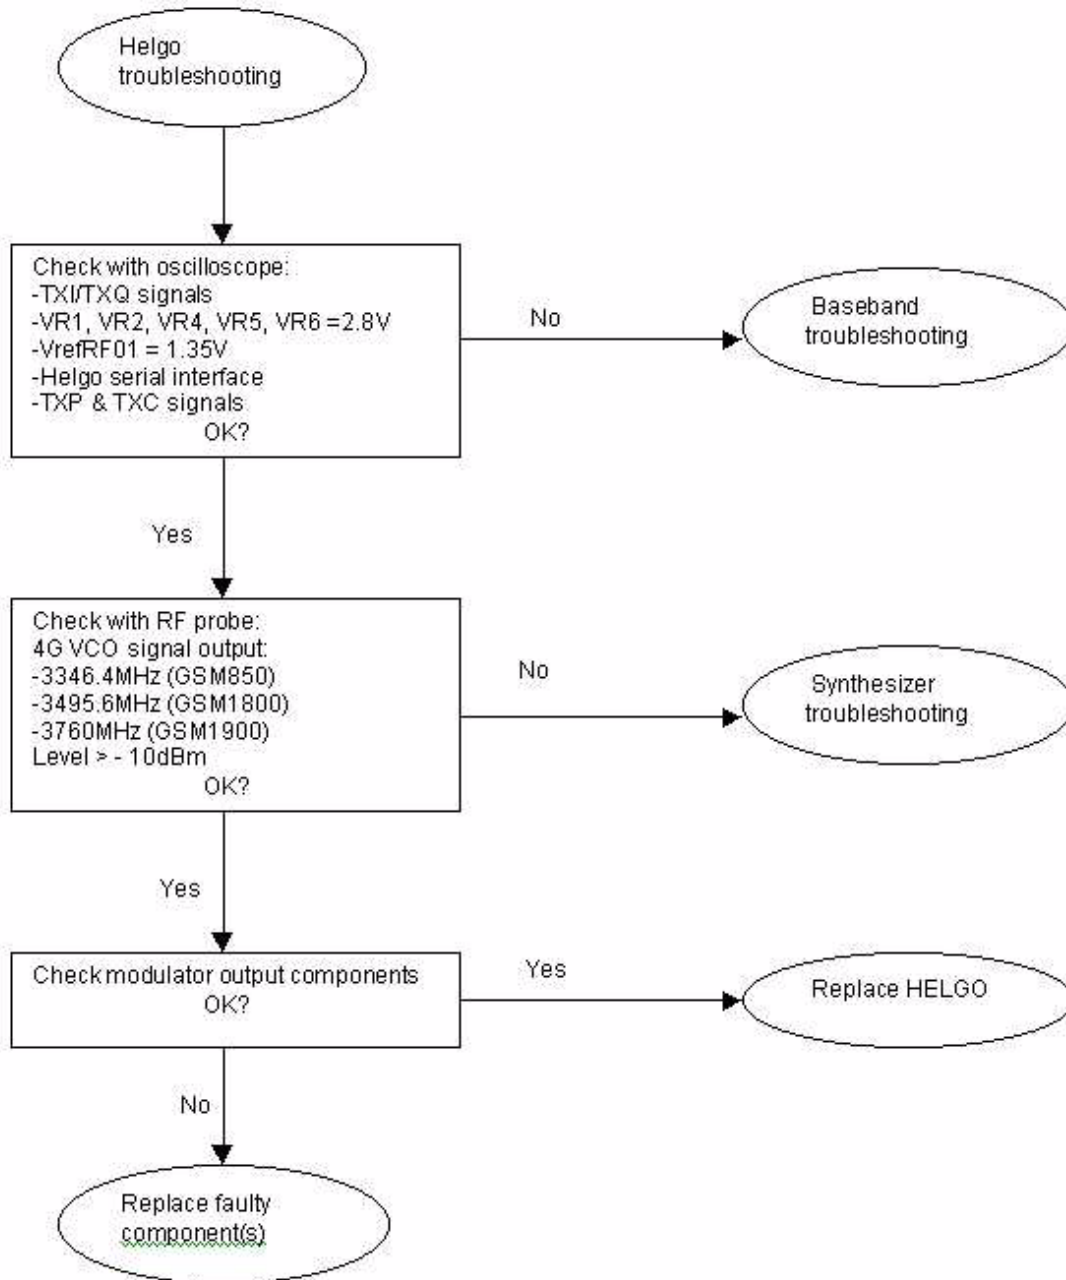 Helgo
troubleshooting
Check with oscilloscope:
-TXI/TXQ signals
-VR1, VR2, VR4, VR5, VR6 =2.8V
-VrefRF01 = 1.35V
-Helgo serial interface
-TXP & TXC signals
OK?
No
Baseband
troubleshooting
Yes
Check with RF probe:
4G VCO signal output:
-3346.4MHz (GSM850)
-3495.6MHz (GSM1800)
-3760MHz (GSM1900)
Level > - 10dBm
OK?
No
Synthesizer
troubleshooting
Yes
Check modulator output components
OK?
Yes
Replace HELGO
No
Replace faulty
component(s)